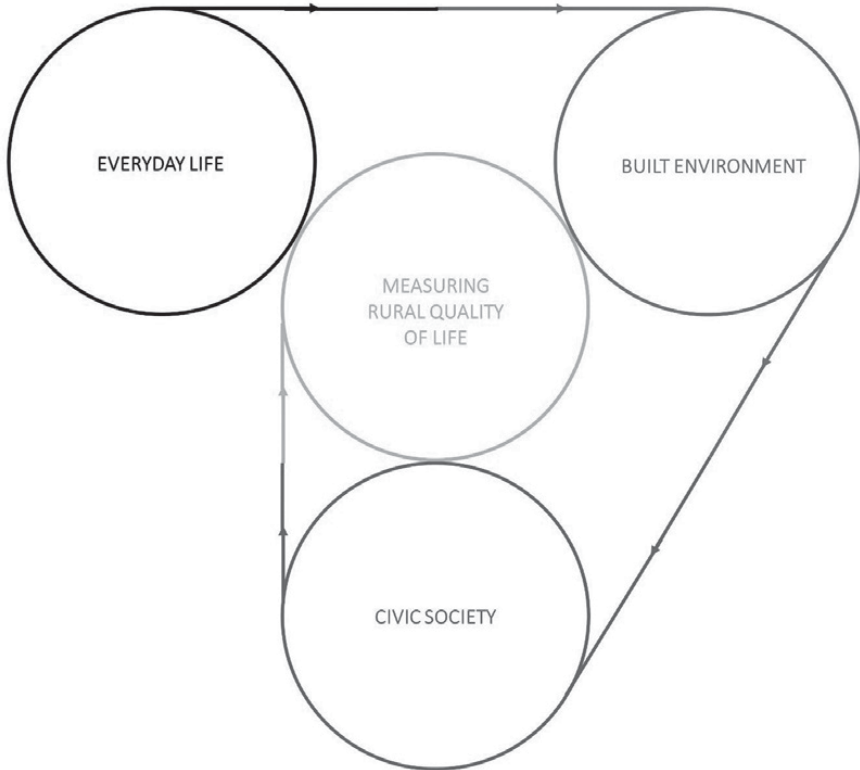 EVERYDAY LIFE
BUILT ENVIRONMENT
MEASURING
RURAL QUALITY
OF LIFE
CIVIC SOCIETY